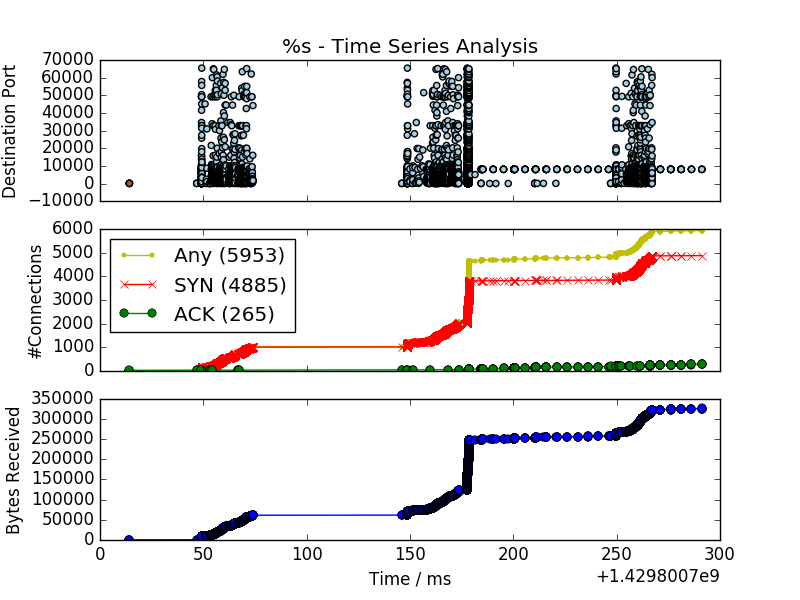 %s - Time Series Analysis
Destination Port
70000
60000
50000
40000
30000
20000
10000
0
−10000
#Connections
6000
5000
4000
3000
2000
1000
0
Any (5953)
SYN (4885)
ACK (265)
Bytes Received
350000
300000
250000
200000
150000
100000
50000
0
0 50 100 150 200 250 300
Time / ms
+1.4298007e9